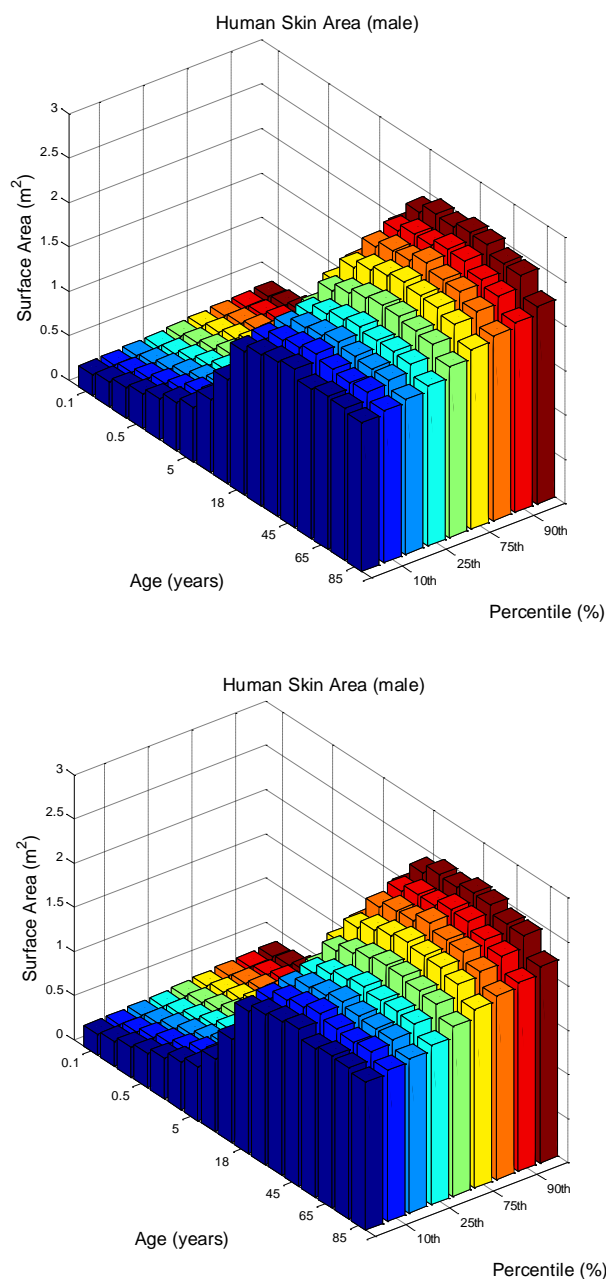 Human Skin Area (male)
3
2.5
2
1.5
1
0.5
0
Surface Area (m²)
0.1
0.5
5
18
45
65
85
Age (years)
10th
25th
75th
90th
Percentile (%)
Human Skin Area (male)
3
2.5
2
1.5
1
0.5
0
Surface Area (m²)
0.1
0.5
5
18
45
65
85
Age (years)
10th
25th
75th
90th
Percentile (%)